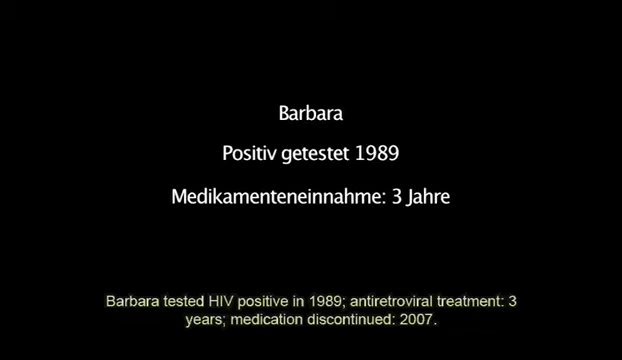 Barbara
Positiv getestet 1989
Medikamenteneinnahme: 3 Jahre
Barbara tested HIV positive in 1989; antiretroviral treatment: 3
years; medication discontinued: 2007.